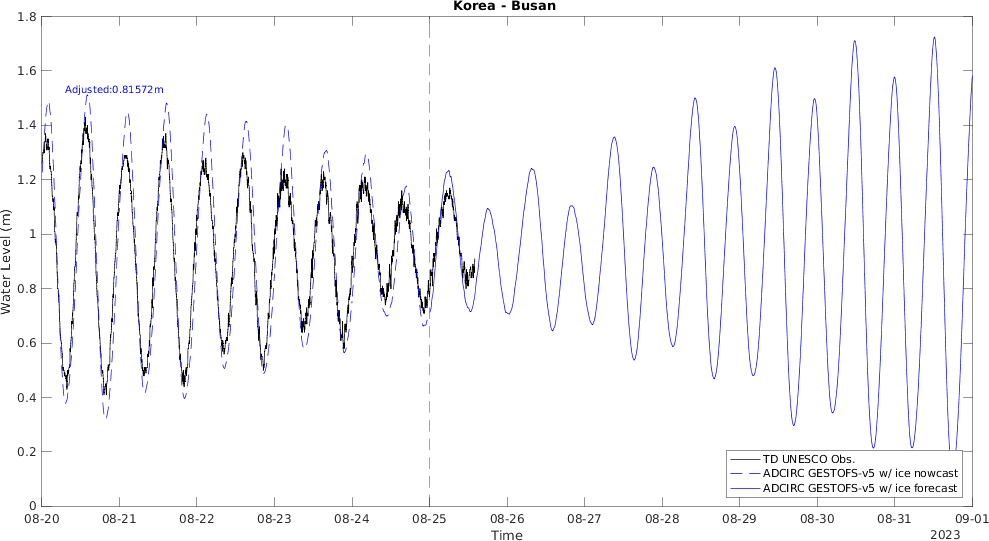 Korea - Busan
Water Level (m)
1.8
1.6
1.4
1.2
1
0.8
0.6
0.4
0.2
0
Adjusted:0.81572m
TD UNESCO Obs.
ADCIRC GESTOFS-v5 w/ ice nowcast
ADCIRC GESTOFS-v5 w/ ice forecast
08-20 08-21 08-22 08-23 08-24 08-25 08-26 08-27 08-28 08-29 08-30 08-31 09-01
Time
2023